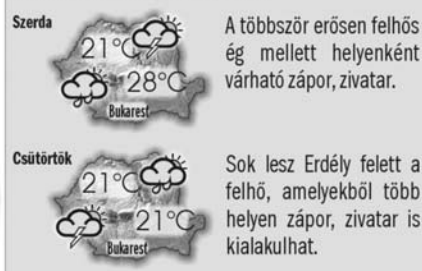 Szerda
21°C
28°C
Bukarest
A többször erősen felhős
ég mellett helyenként
várható zápor, zivatar.
Csütörtök
21°C
21°C
Bukarest
Sok lesz Erdély felett a
felhő, amelyekből több
helyen zápor, zivatar is
kialakulhat.